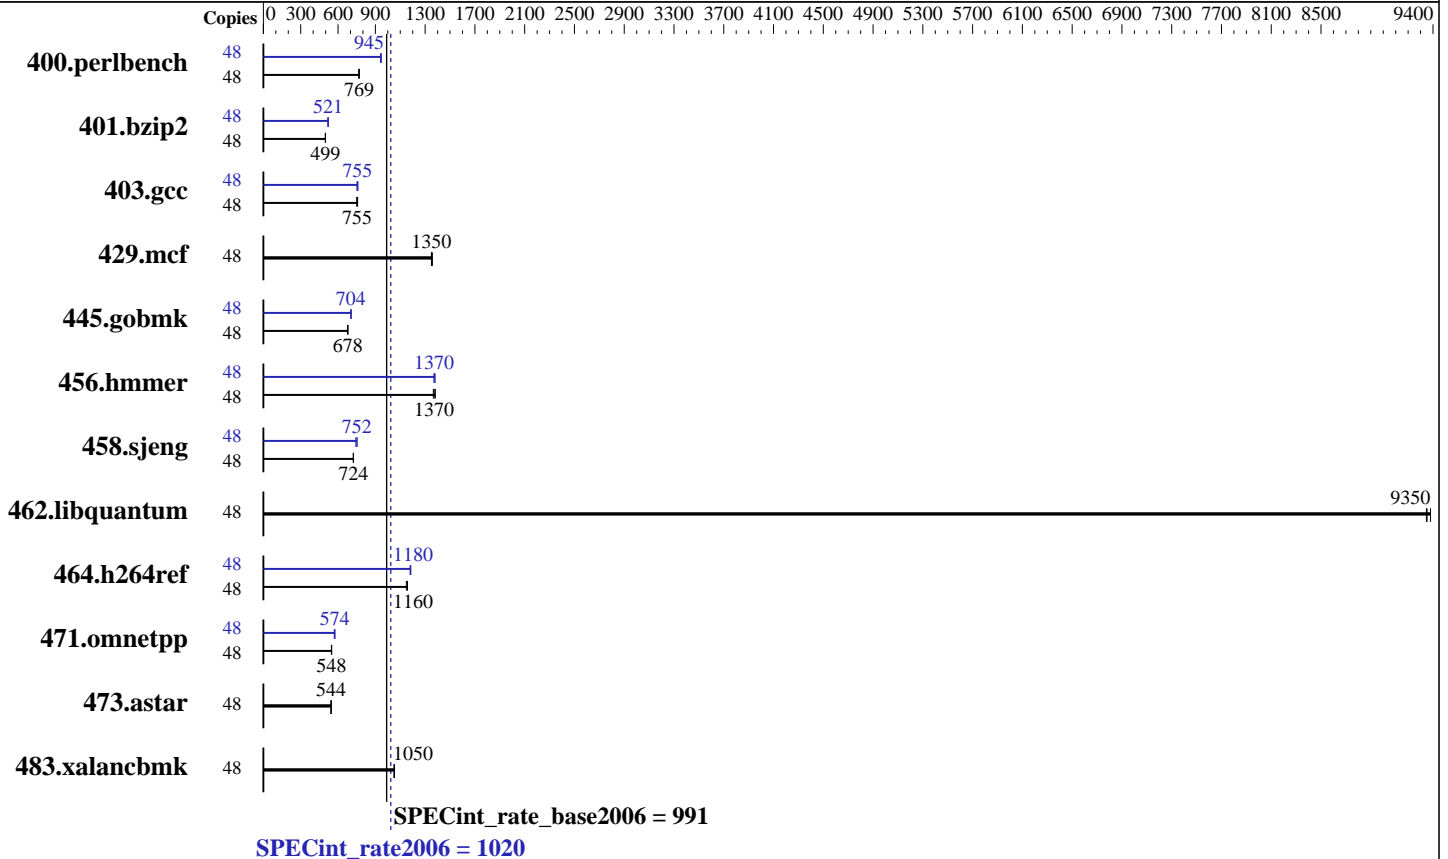 Copies 0 300 600 900 1300 1700 2100 2500 2900 3300 3700 4100 4500 4900 5300 5700 6100 6500 6900 7300 7700 8100 8500 9400
400.perlbench 48 945
48 769
401.bzip2 48 521
48 499
403.gcc 48 755
48 755
429.mcf 48 1350
445.gobmk 48 704
48 678
456.hmmer 48 1370
48 1370
458.sjeng 48 752
48 724
462.libquantum 48 9350
464.h264ref 48 1180
48 1160
471.omnetpp 48 574
48 548
473.astar 48 544
483.xalancbmk 48 1050
SPECint_rate_base2006 = 991
SPECint_rate2006 = 1020